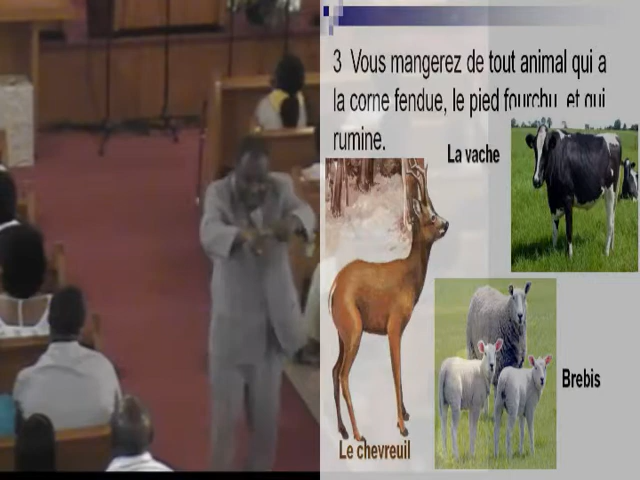 3 Vous mangerez de tout animal qui a
la corne fendue, le pied fourchu, et qui
rumine.
La vache
Brebis
Le chevreuil